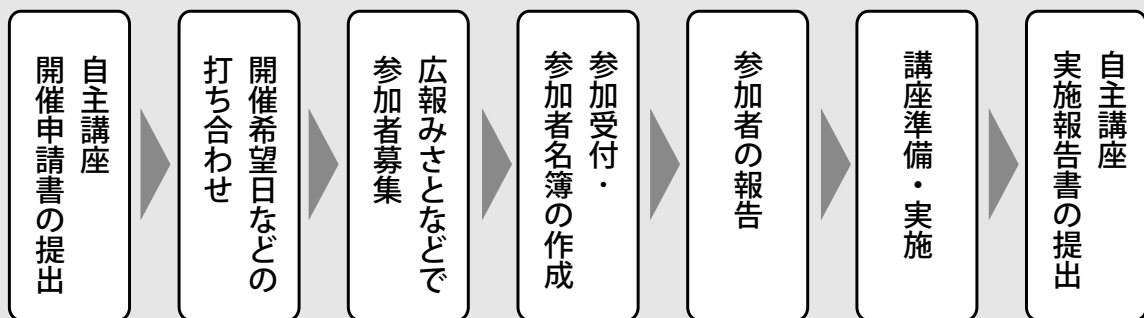 自主講座
開催申請書の提出
開催希望日などの
打ち合わせ
広報みさとなどで
参加者募集
参加受付・
参加者名簿の作成
参加者の報告
講座準備・実施
自主講座
実施報告書の提出